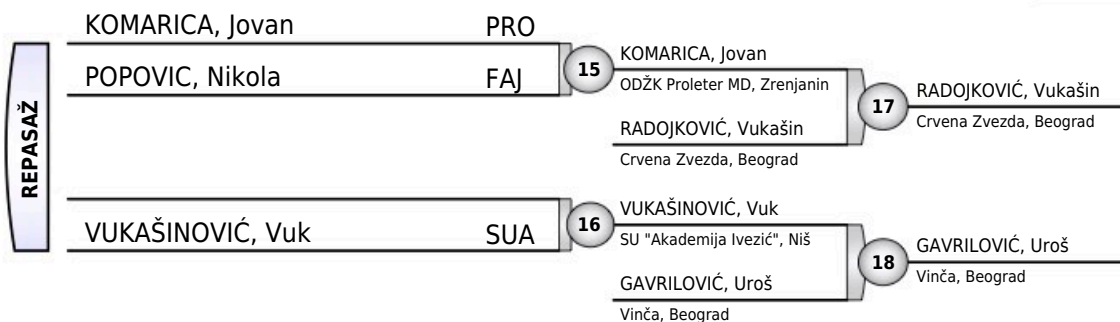 REPASAŽ
KOMARICA, Jovan PRO
POPOVIC, Nikola FAJ
15
KOMARICA, Jovan
ODŽK Proleter MD, Zrenjanin
RADOJKOVIĆ, Vukašin
Crvena Zvezda, Beograd
17
RADOJKOVIĆ, Vukašin
Crvena Zvezda, Beograd
VUKAŠINOVIĆ, Vuk SUA
16
VUKAŠINOVIĆ, Vuk
SU "Akademija Ivezić", Niš
GAVRILOVIĆ, Uroš
Vinča, Beograd
18
GAVRILOVIĆ, Uroš
Vinča, Beograd